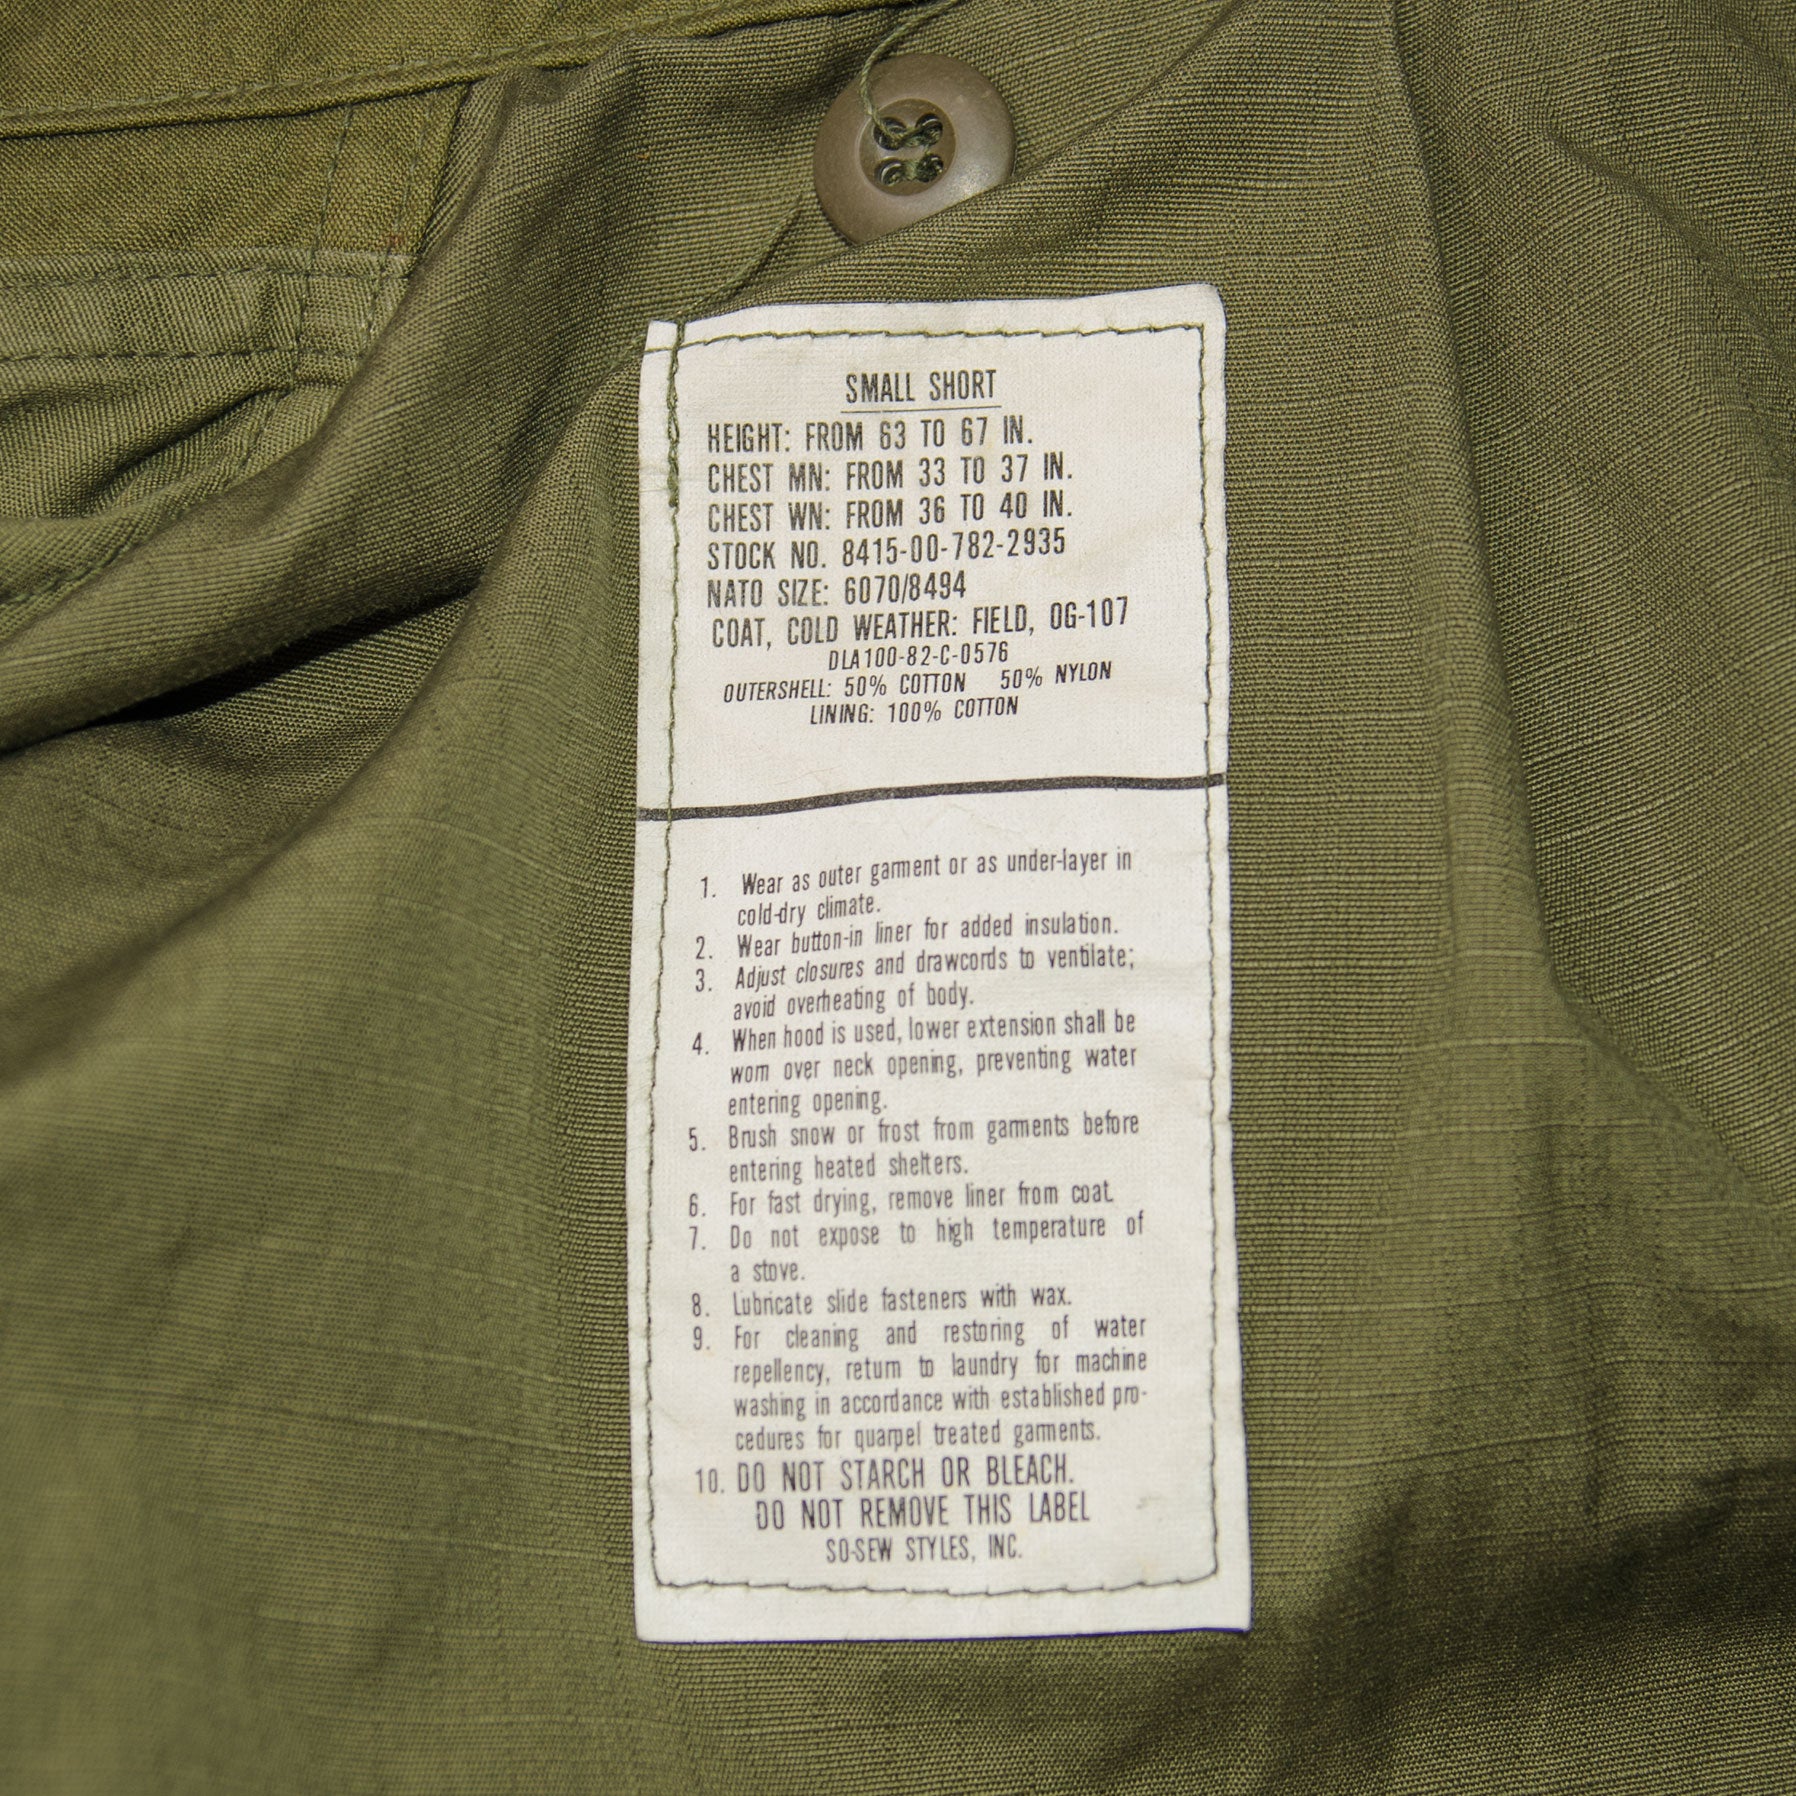 SMALL SHORT
HEIGHT: FROM 63 TO 67 IN.
CHEST MN: FROM 33 TO 37 IN.
CHEST WN: FROM 36 TO 40 IN.
STOCK NO. 8415-00-782-2935
NATO SIZE: 6070/8494
COAT, COLD WEATHER: FIELD, OG-107
DLA100-82-C-0576
OUTERSHELL: 50% COTTON 50% NYLON
LINING: 100% COTTON
1. Wear as outer garment or as under-layer in
cold-dry climate.
2. Wear button-in liner for added insulation.
3. Adjust closures and drawcords to ventilate;
avoid overheating of body.
4. When hood is used, lower extension shall be
worn over neck opening, preventing water
entering opening.
5. Brush snow or frost from garments before
entering heated shelters.
6. For fast drying, remove liner from coat.
7. Do not expose to high temperature of
a stove.
8. Lubricate slide fasteners with wax.
9. For cleaning and restoring of water
repellency, return to laundry for machine
washing in accordance with established pro-
cedures for quarpel treated garments.
10. DO NOT STARCH OR BLEACH.
DO NOT REMOVE THIS LABEL
SO-SEW STYLES, INC.